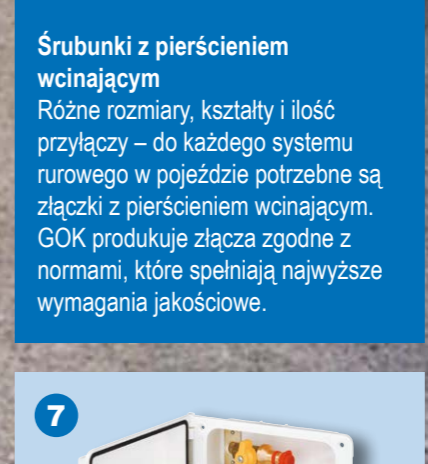 Śrubunki z pierścieniem
wcinającym
Różne rozmiary, kształty i ilość
przyłączy – do każdego systemu
rurowego w pojeździe potrzebne są
złączki z pierścieniem wcinającym.
GOK produkuje złącza zgodne z
normami, które spełniają najwyższe
wymagania jakościowe.
7